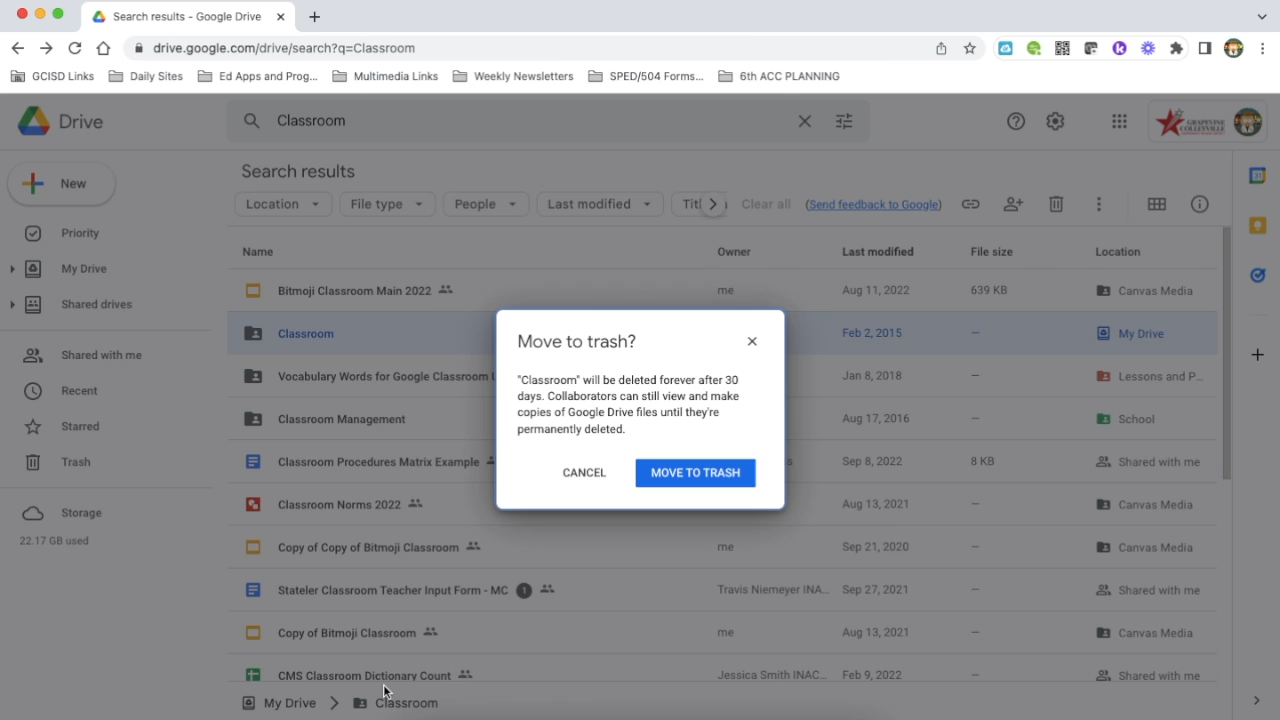 Search results - Google Drive
drive.google.com/drive/search?q=Classroom
GCISD Links Daily Sites Ed Apps and Prog... Multimedia Links Weekly Newsletters SPED/504 Forms... 6th ACC PLANNING
Drive
Classroom
GRAPEVINE
COLLEYVILLE
New
Priority
My Drive
Shared drives
Shared with me
Recent
Starred
Trash
Storage
22.17 GB used
Search results
Location File type People Last modified Clear all (Send feedback to Google)
Name Owner Last modified File size Location
Bitmoji Classroom Main 2022 me Aug 11, 2022 639 KB Canvas Media
Classroom Feb 2, 2015 – My Drive
Vocabulary Words for Google Classroom Jan 8, 2018 – Lessons and P...
Classroom Management Aug 17, 2016 – School
Classroom Procedures Matrix Example Sep 8, 2022 8 KB Shared with me
Classroom Norms 2022 Aug 13, 2021 – Canvas Media
Copy of Copy of Bitmoji Classroom me Sep 21, 2020 – Canvas Media
Stateler Classroom Teacher Input Form - MC 1 Travis Niemeyer INA... Sep 27, 2021 – Shared with me
Copy of Bitmoji Classroom me Aug 13, 2021 – Canvas Media
CMS Classroom Dictionary Count Jessica Smith INAC... Feb 9, 2022 – Shared with me
My Drive Classroom
Move to trash?
"Classroom" will be deleted forever after 30
days. Collaborators can still view and make
copies of Google Drive files until they're
permanently deleted.
CANCEL MOVE TO TRASH